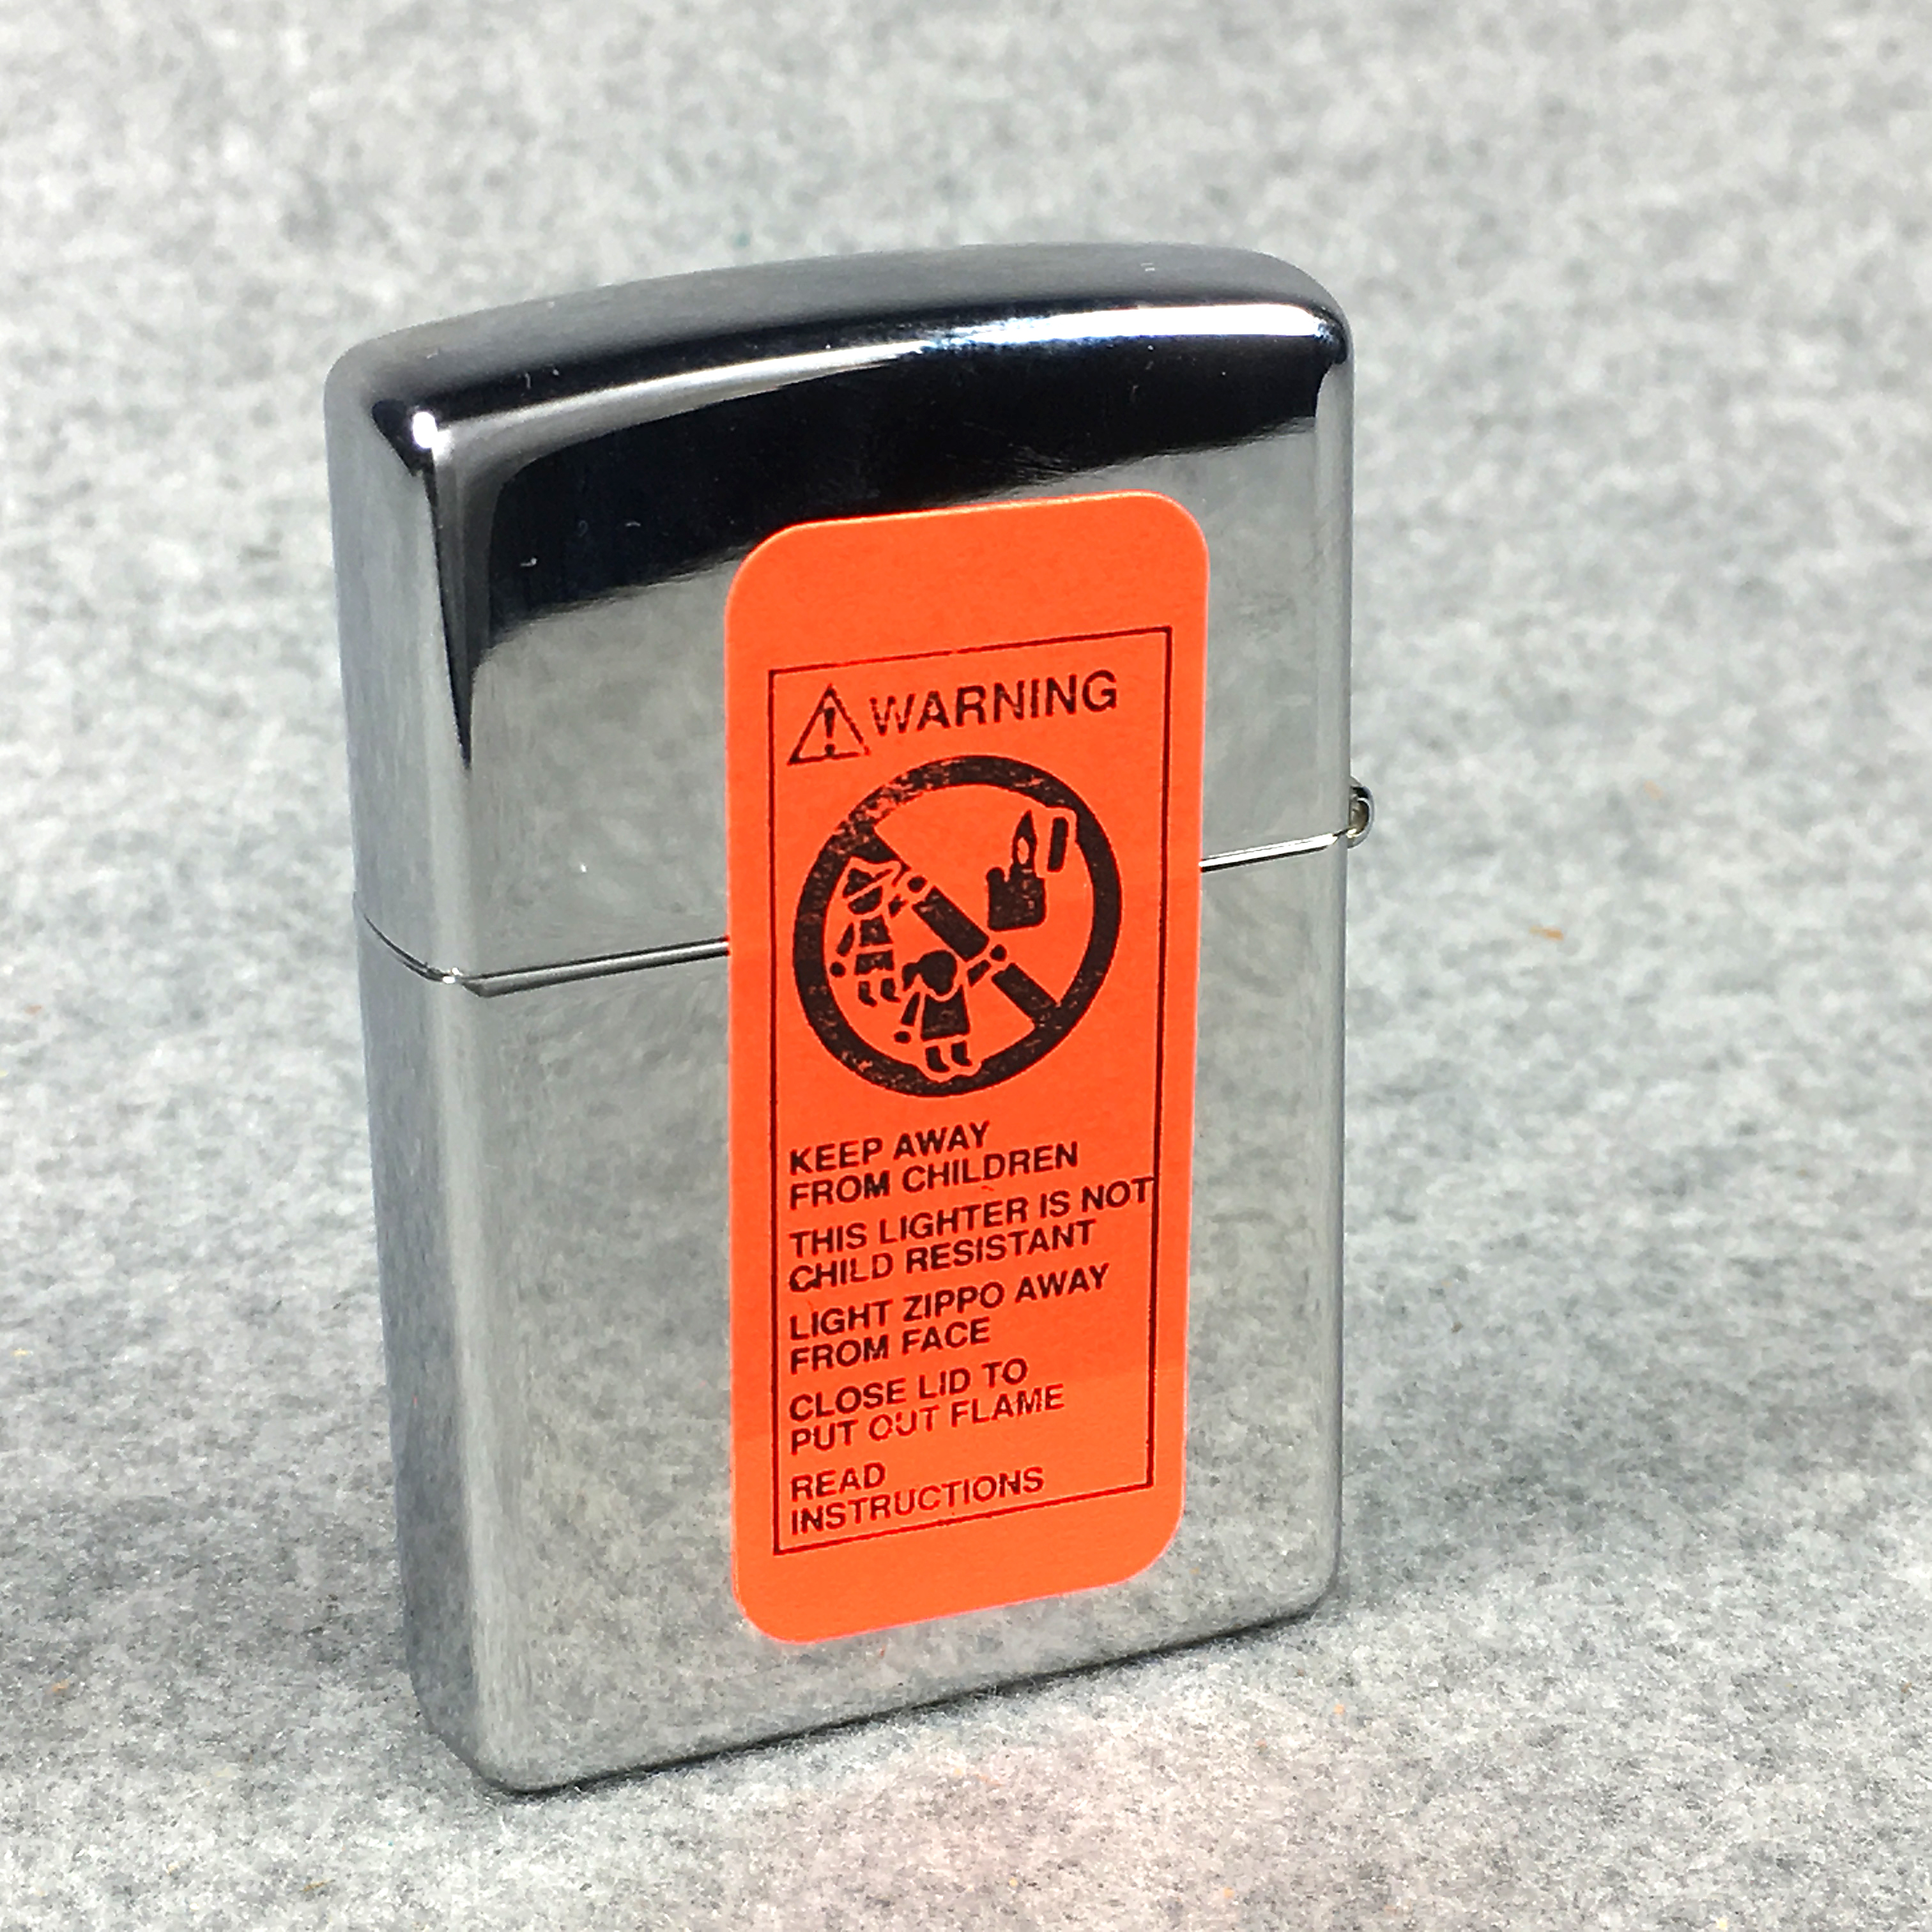 WARNING
KEEP AWAY
FROM CHILDREN
THIS LIGHTER IS NOT
CHILD RESISTANT
LIGHT ZIPPO AWAY
FROM FACE
CLOSE LID TO
PUT OUT FLAME
READ
INSTRUCTIONS